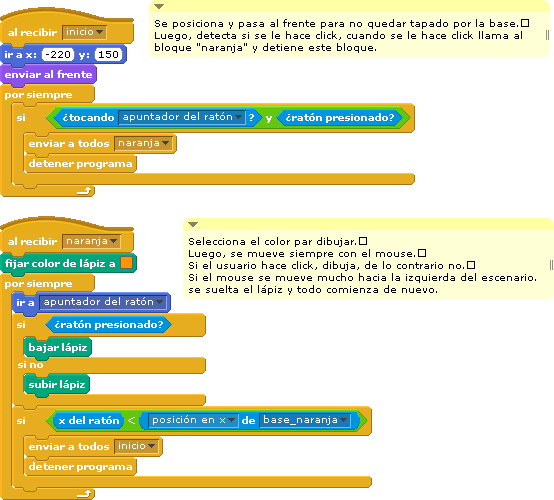 al recibir inicio
ir a x: -220 y: 150
enviar al frente
por siempre
si ¿tocando apuntador del ratón ? y ¿ratón presionado?
enviar a todos naranja
detener programa
Se posiciona y pasa al frente para no quedar tapado por la base.
Luego, detecta si se le hace click, cuando se le hace click llama al
bloque "naranja" y detiene este bloque.
al recibir naranja
fijar color de lápiz a
por siempre
ir a apuntador del ratón
si ¿ratón presionado?
bajar lápiz
si no
subir lápiz
si x del ratón < posición en x de base_naranja
enviar a todos inicio
detener programa
Selecciona el color par dibujar.
Luego, se mueve siempre con el mouse.
Si el usuario hace click, dibuja, de lo contrario no.
Si el mouse se mueve mucho hacia la izquierda del escenario.
se suelta el lápiz y todo comienza de nuevo.